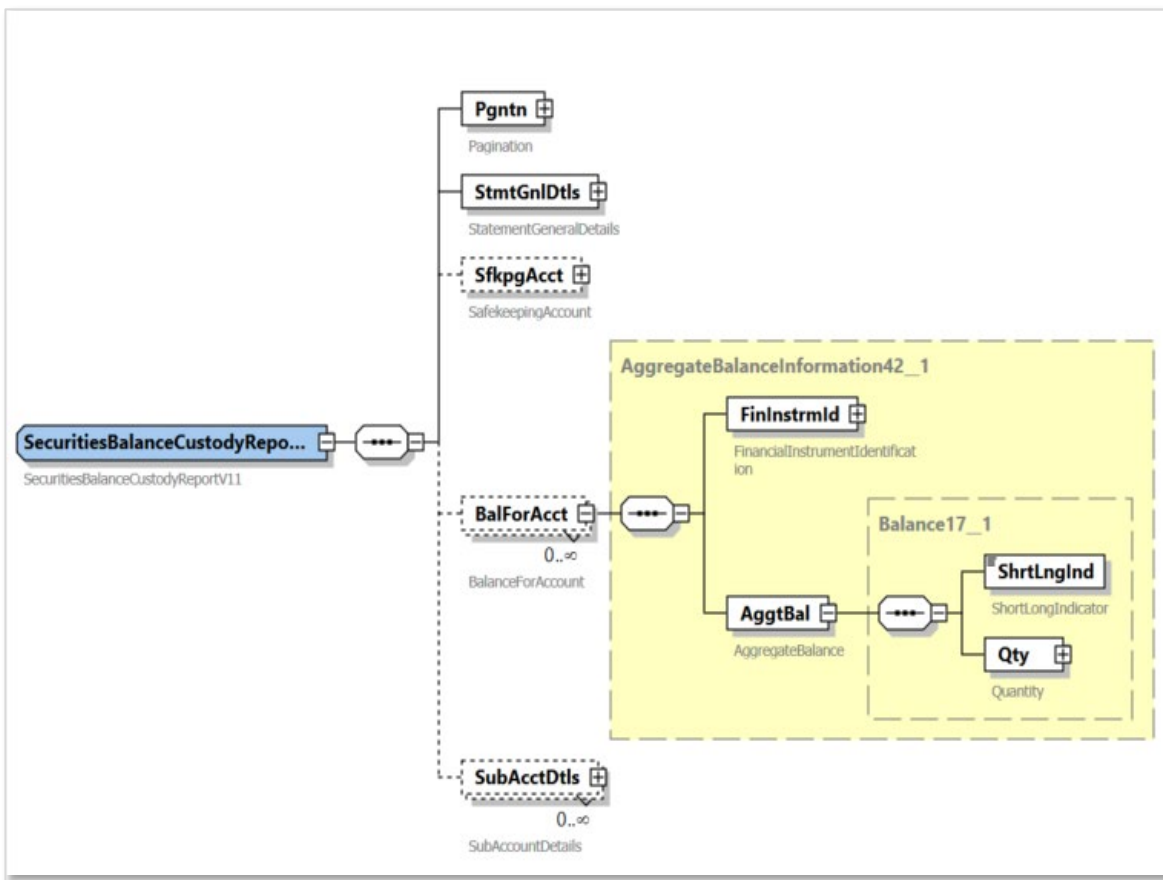 Pgntn
Pagination
StmtGnlDtls
StatementGeneralDetails
SfkpgAcct
SafekeepingAccount
AggregateBalanceInformation42__1
FinInstrmId
FinancialInstrumentIdentificat
ion
SecuritiesBalanceCustodyRepo...
SecuritiesBalanceCustodyReportV11
BalForAcct
0..∞
BalanceForAccount
Balance17__1
ShrtLngInd
ShortLongIndicator
AggtBal
AggregateBalance
Qty
Quantity
SubAcctDtls
0..∞
SubAccountDetails